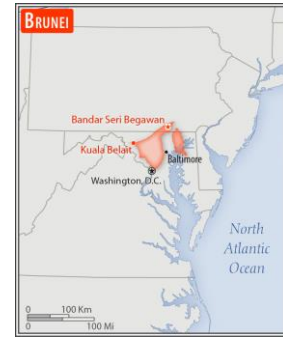 BRUNEI
Bandar Seri Begawan
Kuala Belait
Baltimore
Washington, D.C.
North
Atlantic
Ocean
0 100 Km
0 100 Mi